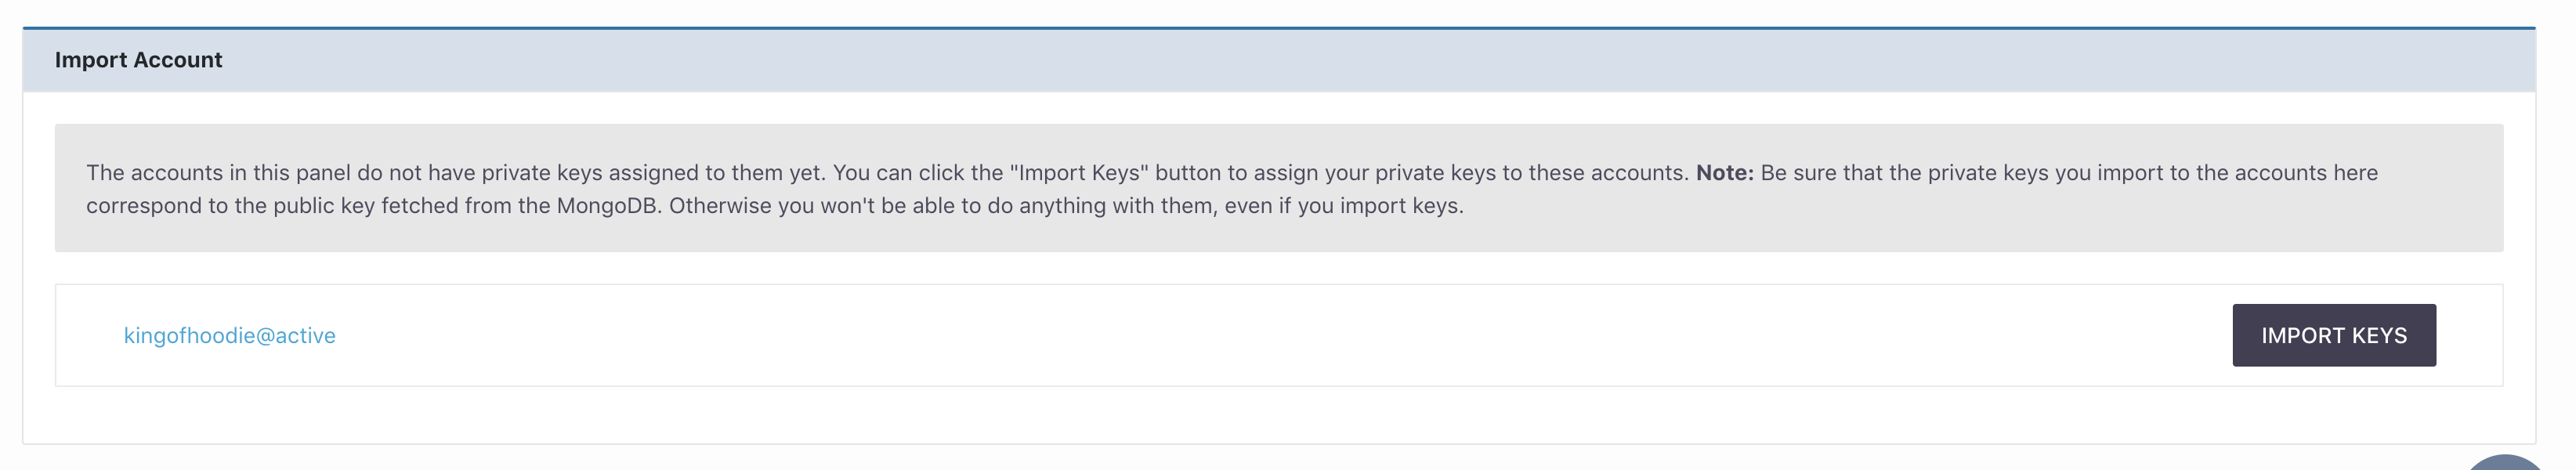 Import Account
The accounts in this panel do not have private keys assigned to them yet. You can click the "Import Keys" button to assign your private keys to these accounts. Note: Be sure that the private keys you import to the accounts here
correspond to the public key fetched from the MongoDB. Otherwise you won't be able to do anything with them, even if you import keys.
kingofhoodie@active
IMPORT KEYS